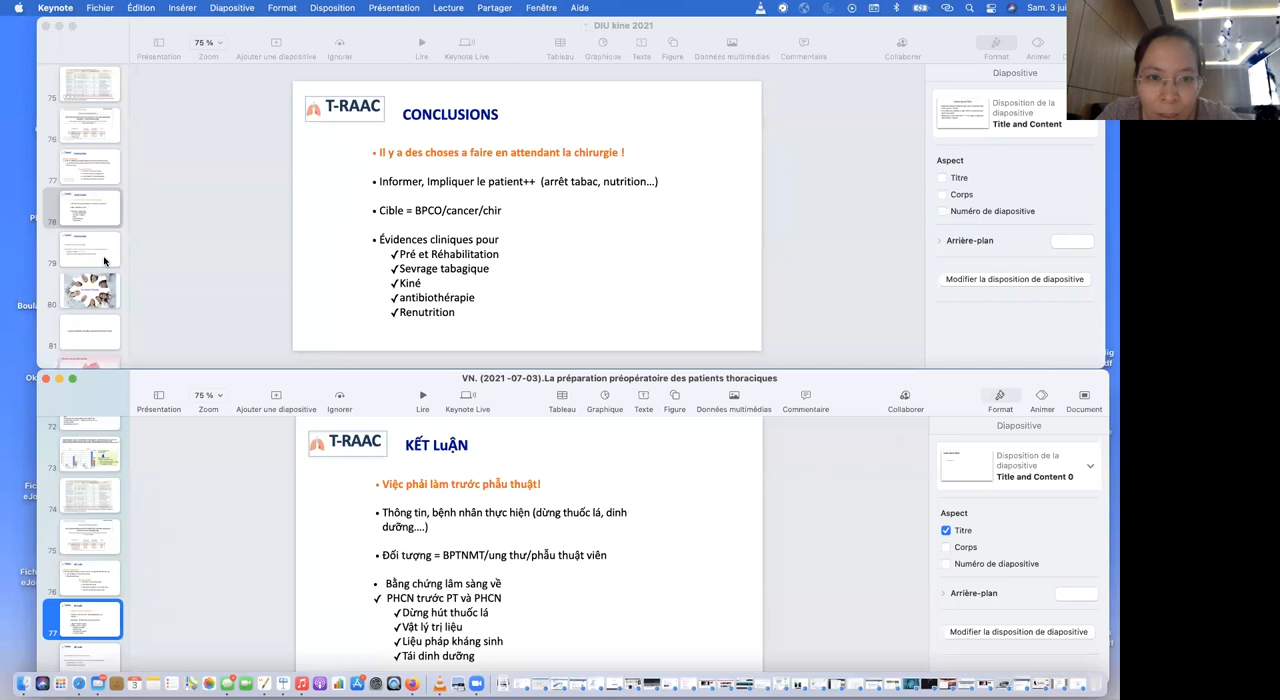 Keynote Fichier Édition Insérer Diapositive Format Disposition Présentation Lecture Partager Fenêtre Aide
Sam. 3 jui
DIU kine 2021
75 %
Présentation Zoom Ajouter une diapositive Ignorer Lire Keynote Live Tableau Graphique Texte Figure Données multimédias Commentaire Collaborer Format Animer
75
76
77
78
79
80
81
T-RAAC
CONCLUSIONS
• Il y a des choses a faire en attendant la chirurgie !
• Informer, Impliquer le patient++ (arrêt tabac, nutrition...)
• Cible = BPCO/cancer/chir
• Évidences cliniques pour
✓Pré et Réhabilitation
✓Sevrage tabagique
✓Kiné
✓antibiothérapie
✓Renutrition
Diapositive
Disposition de la
diapositive
Title and Content
Aspect
Titre
Corps
Numéro de diapositive
Arrière-plan
Modifier la disposition de diapositive
VN. (2021 -07-03).La préparation préopératoire des patients thoraciques
75 %
Présentation Zoom Ajouter une diapositive Ignorer Lire Keynote Live Tableau Graphique Texte Figure Données multimédias Commentaire Collaborer Format Animer Document
72
73
74
75
76
77
T-RAAC
KẾT LuẬN
• Việc phải làm trước phẫu thuật!
• Thông tin, bệnh nhân thực hiện (dừng thuốc lá, dinh
dưỡng....)
• Đối tượng = BPTNMT/ung thư/phẫu thuật viên
• Bằng chứng lâm sàng về
✓ PHCN trước PT và PHCN
✓Dừng hút thuốc lá
✓Vật lý trị liệu
✓Liệu pháp kháng sinh
✓Tái dinh dưỡng
Diapositive
Disposition de la
diapositive
Title and Content 0
Aspect
Titre
Corps
Numéro de diapositive
Arrière-plan
Modifier la disposition de diapositive